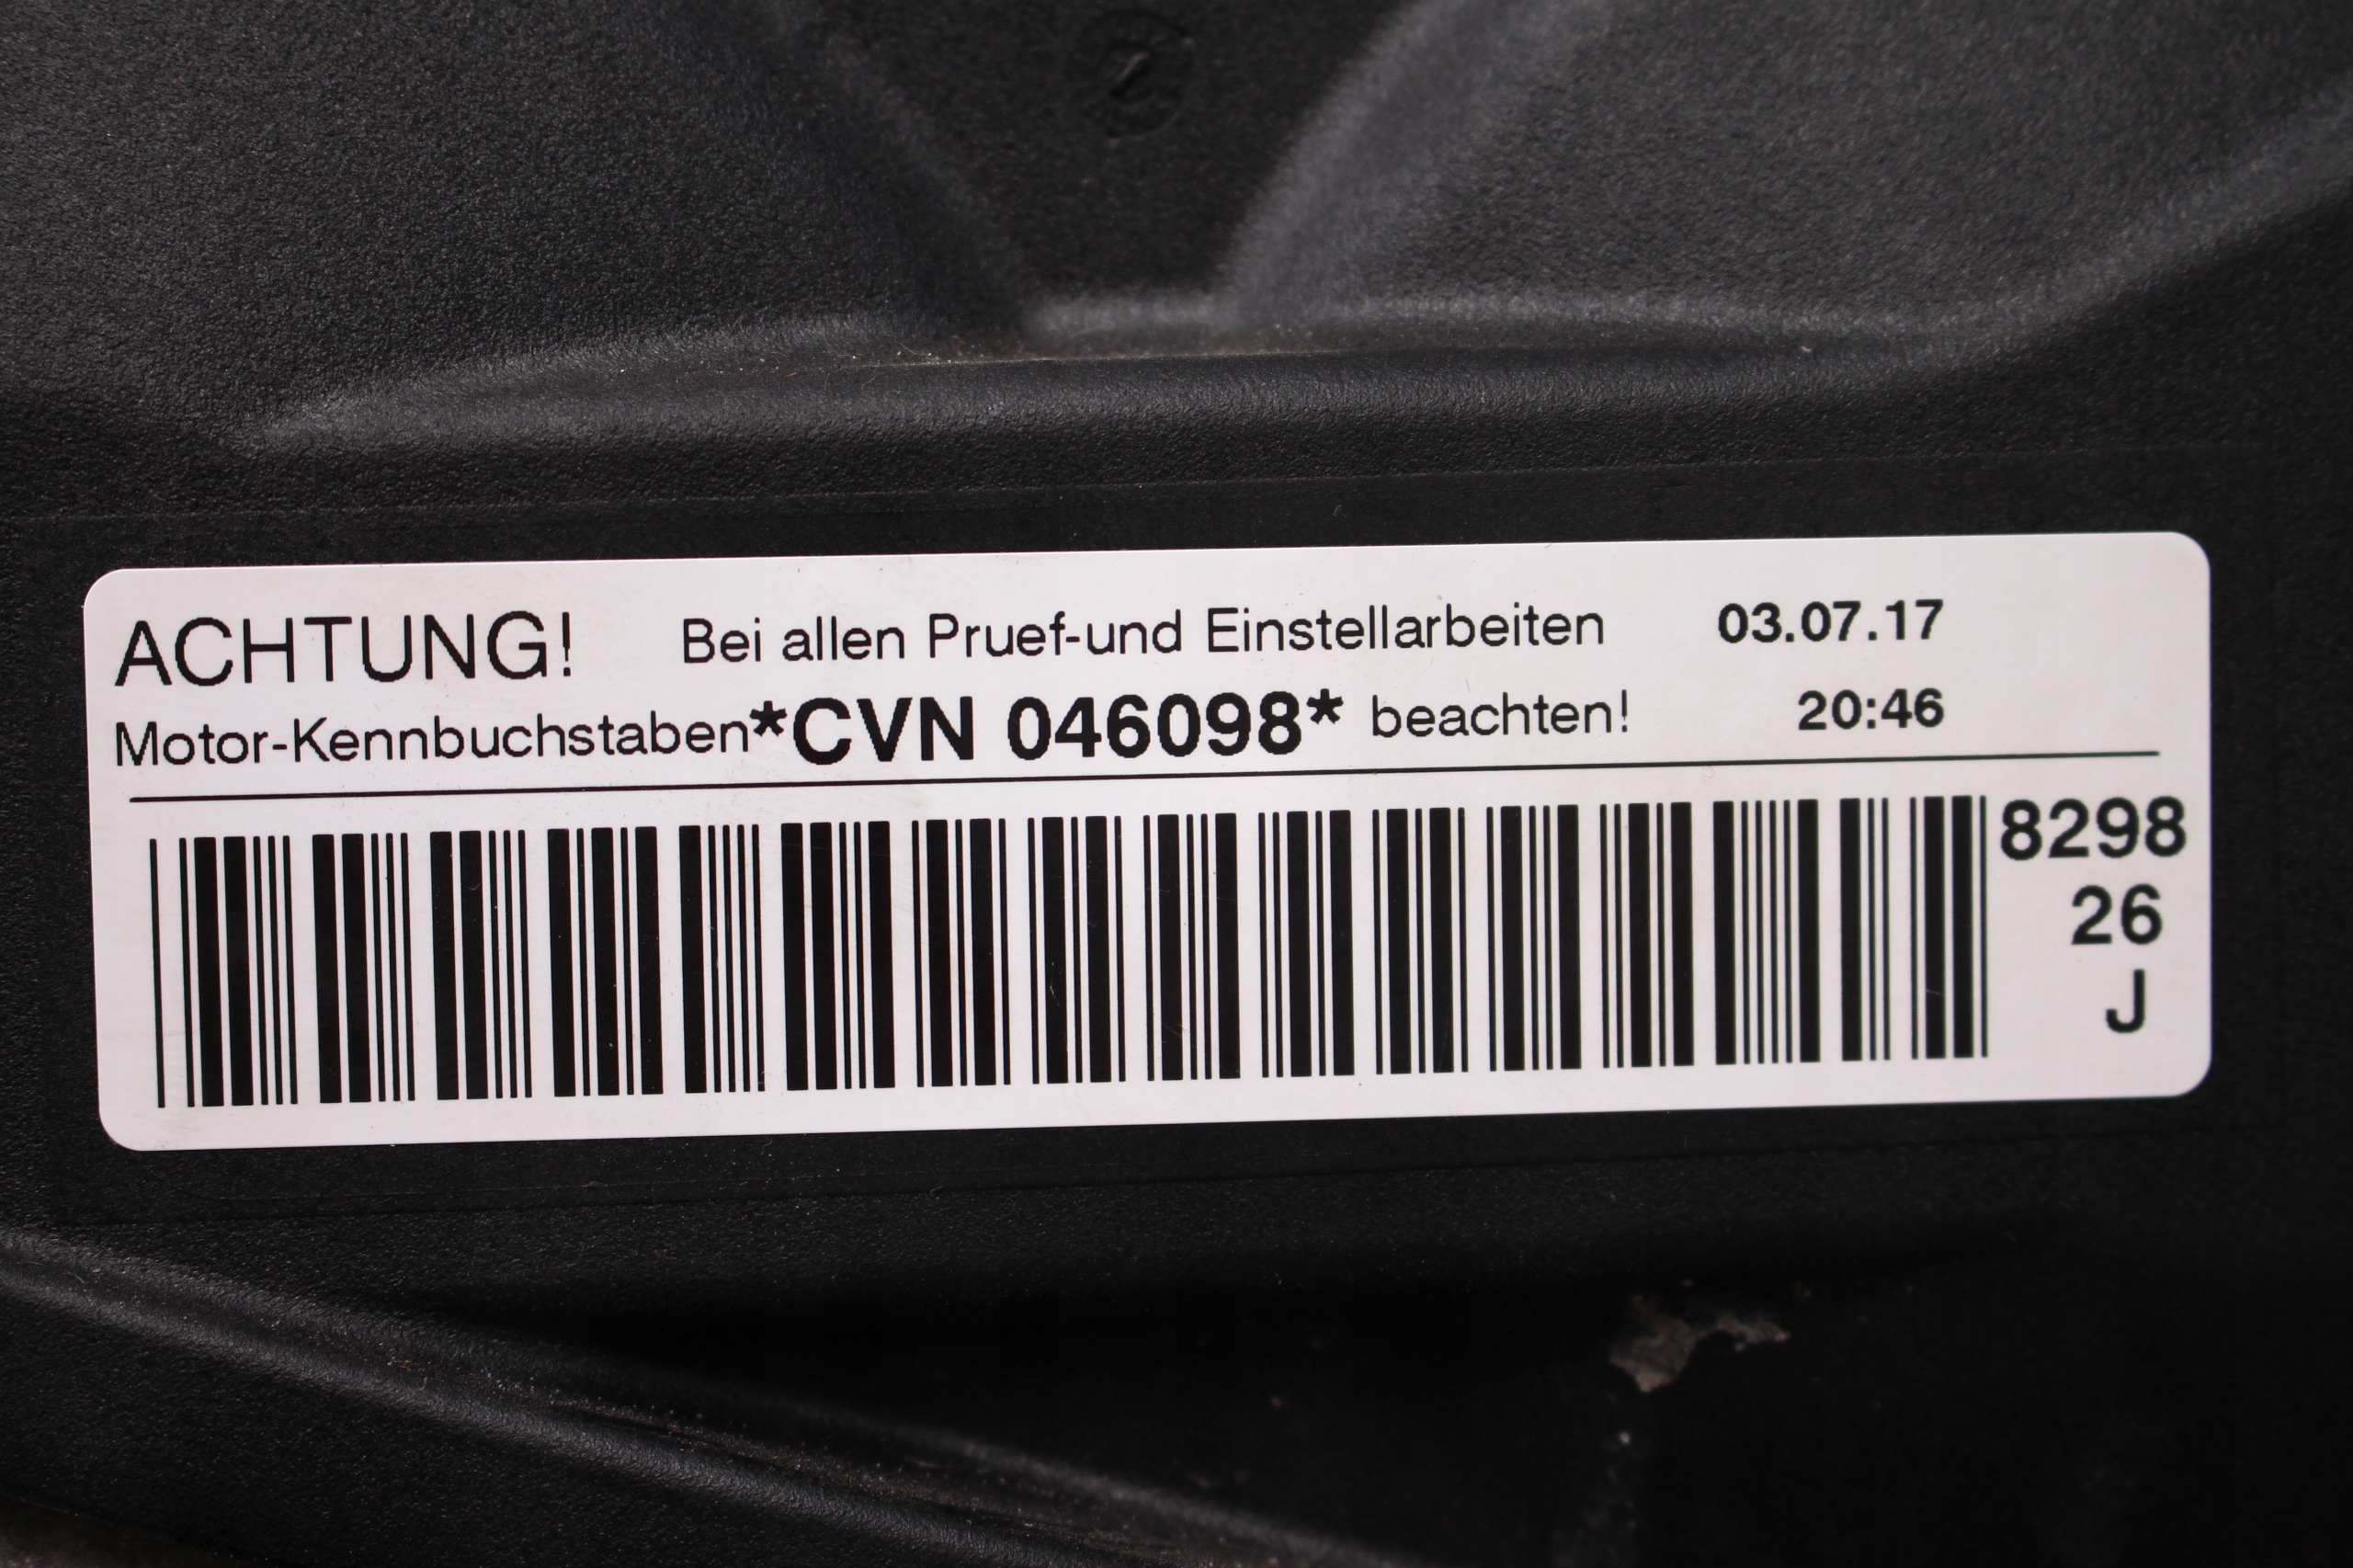 ACHTUNG! Bei allen Pruef-und Einstellarbeiten 03.07.17
Motor-Kennbuchstaben*CVN 046098* beachten! 20:46
8298
26
J